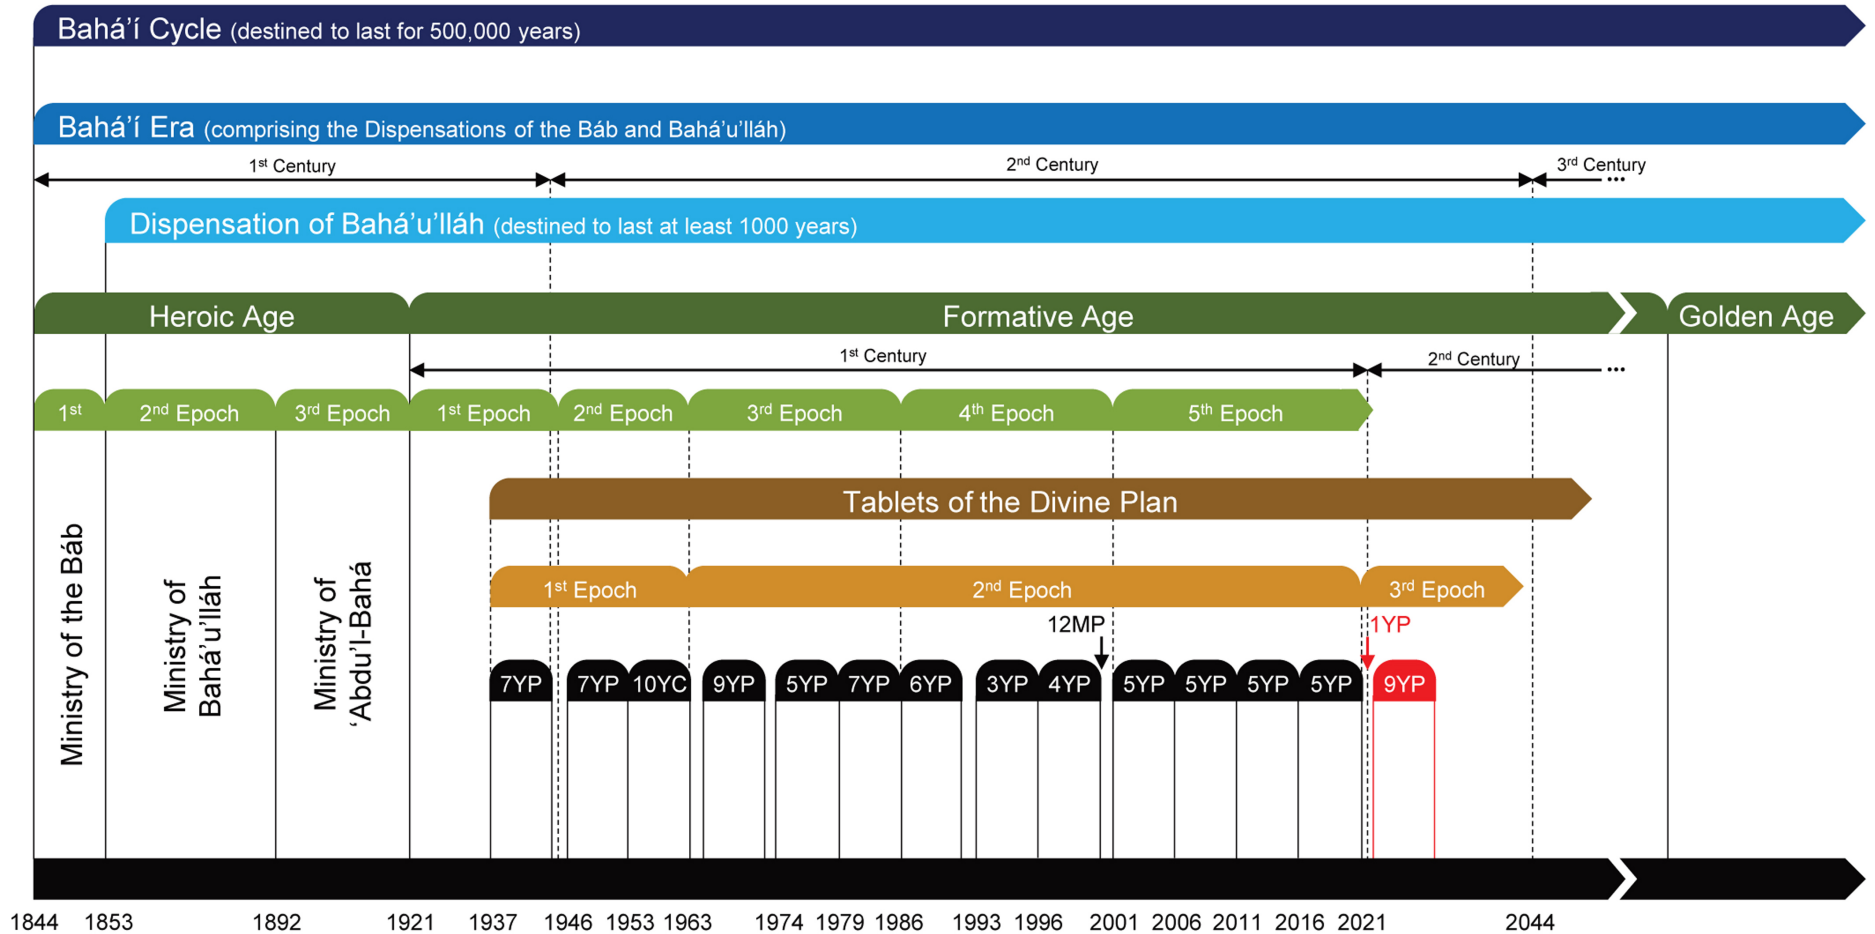 Bahá’í Cycle (destined to last for 500,000 years)
Bahá’í Era (comprising the Dispensations of the Báb and Bahá’u’lláh)
1st Century
2nd Century
3rd Century
...
Dispensation of Bahá’u’lláh (destined to last at least 1000 years)
Heroic Age
Formative Age
Golden Age
1st Century
2nd Century
...
1st
2nd Epoch
3rd Epoch
1st Epoch
2nd Epoch
3rd Epoch
4th Epoch
5th Epoch
Tablets of the Divine Plan
Ministry of the Báb
Ministry of
Bahá’u’lláh
Ministry of
‘Abdu’l-Bahá
1st Epoch
2nd Epoch
3rd Epoch
12MP
1YP
7YP
7YP
10YC
9YP
5YP
7YP
6YP
3YP
4YP
5YP
5YP
5YP
5YP
9YP
1844
1853
1892
1921
1937
1946
1953
1963
1974
1979
1986
1993
1996
2001
2006
2011
2016
2021
2044